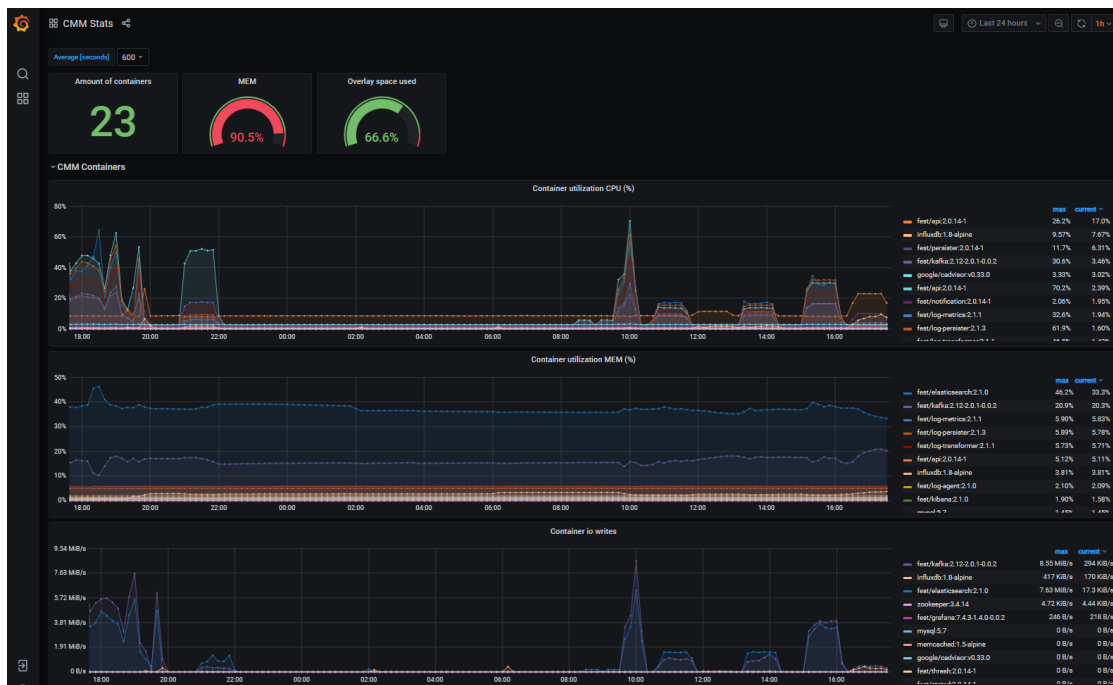 CMM Stats
Last 24 hours
1h
Average [seconds] 600
Amount of containers
23
MEM
90.5%
Overlay space used
66.6%
CMM Containers
Container utilization CPU (%)
80%
60%
40%
20%
0%
18:00 20:00 22:00 00:00 02:00 04:00 06:00 08:00 10:00 12:00 14:00 16:00
max current
fest/api:2.0.14-1 26.2% 17.0%
influxdb:1.8-alpine 9.57% 7.67%
fest/persister:2.0.14-1 11.7% 6.31%
fest/kafka:2.12-2.0.1-0.0.2 30.6% 3.46%
google/cadvisor:v0.33.0 3.33% 3.02%
fest/api:2.0.14-1 70.2% 2.39%
fest/notification:2.0.14-1 2.06% 1.95%
fest/log-metrics:2.1.1 32.6% 1.94%
fest/log-persister:2.1.3 61.9% 1.60%
Container utilization MEM (%)
50%
40%
30%
20%
10%
0%
18:00 20:00 22:00 00:00 02:00 04:00 06:00 08:00 10:00 12:00 14:00 16:00
max current
fest/elasticsearch:2.1.0 46.2% 33.3%
fest/kafka:2.12-2.0.1-0.0.2 20.9% 20.3%
fest/log-metrics:2.1.1 5.90% 5.83%
fest/log-persister:2.1.3 5.89% 5.78%
fest/log-transformer:2.1.1 5.73% 5.71%
fest/api:2.0.14-1 5.12% 5.11%
influxdb:1.8-alpine 3.81% 3.81%
fest/log-agent:2.1.0 2.10% 2.09%
fest/kibana:2.1.0 1.90% 1.58%
mysql:5.7 1.45% 1.45%
Container io writes
9.54 MiB/s
7.63 MiB/s
5.72 MiB/s
3.81 MiB/s
1.91 MiB/s
0 B/s
18:00 20:00 22:00 00:00 02:00 04:00 06:00 08:00 10:00 12:00 14:00 16:00
max current
fest/kafka:2.12-2.0.1-0.0.2 8.55 MiB/s 294 KiB/s
influxdb:1.8-alpine 417 KiB/s 170 KiB/s
fest/elasticsearch:2.1.0 7.63 MiB/s 17.3 KiB/s
zookeeper:3.4.14 4.72 KiB/s 4.44 KiB/s
fest/grafana:7.4.3-1.4.0-0.0.2 246 B/s 218 B/s
mysql:5.7 0 B/s 0 B/s
memcached:1.5-alpine 0 B/s 0 B/s
google/cadvisor:v0.33.0 0 B/s 0 B/s
fest/thresh:2.0.14-1 0 B/s 0 B/s